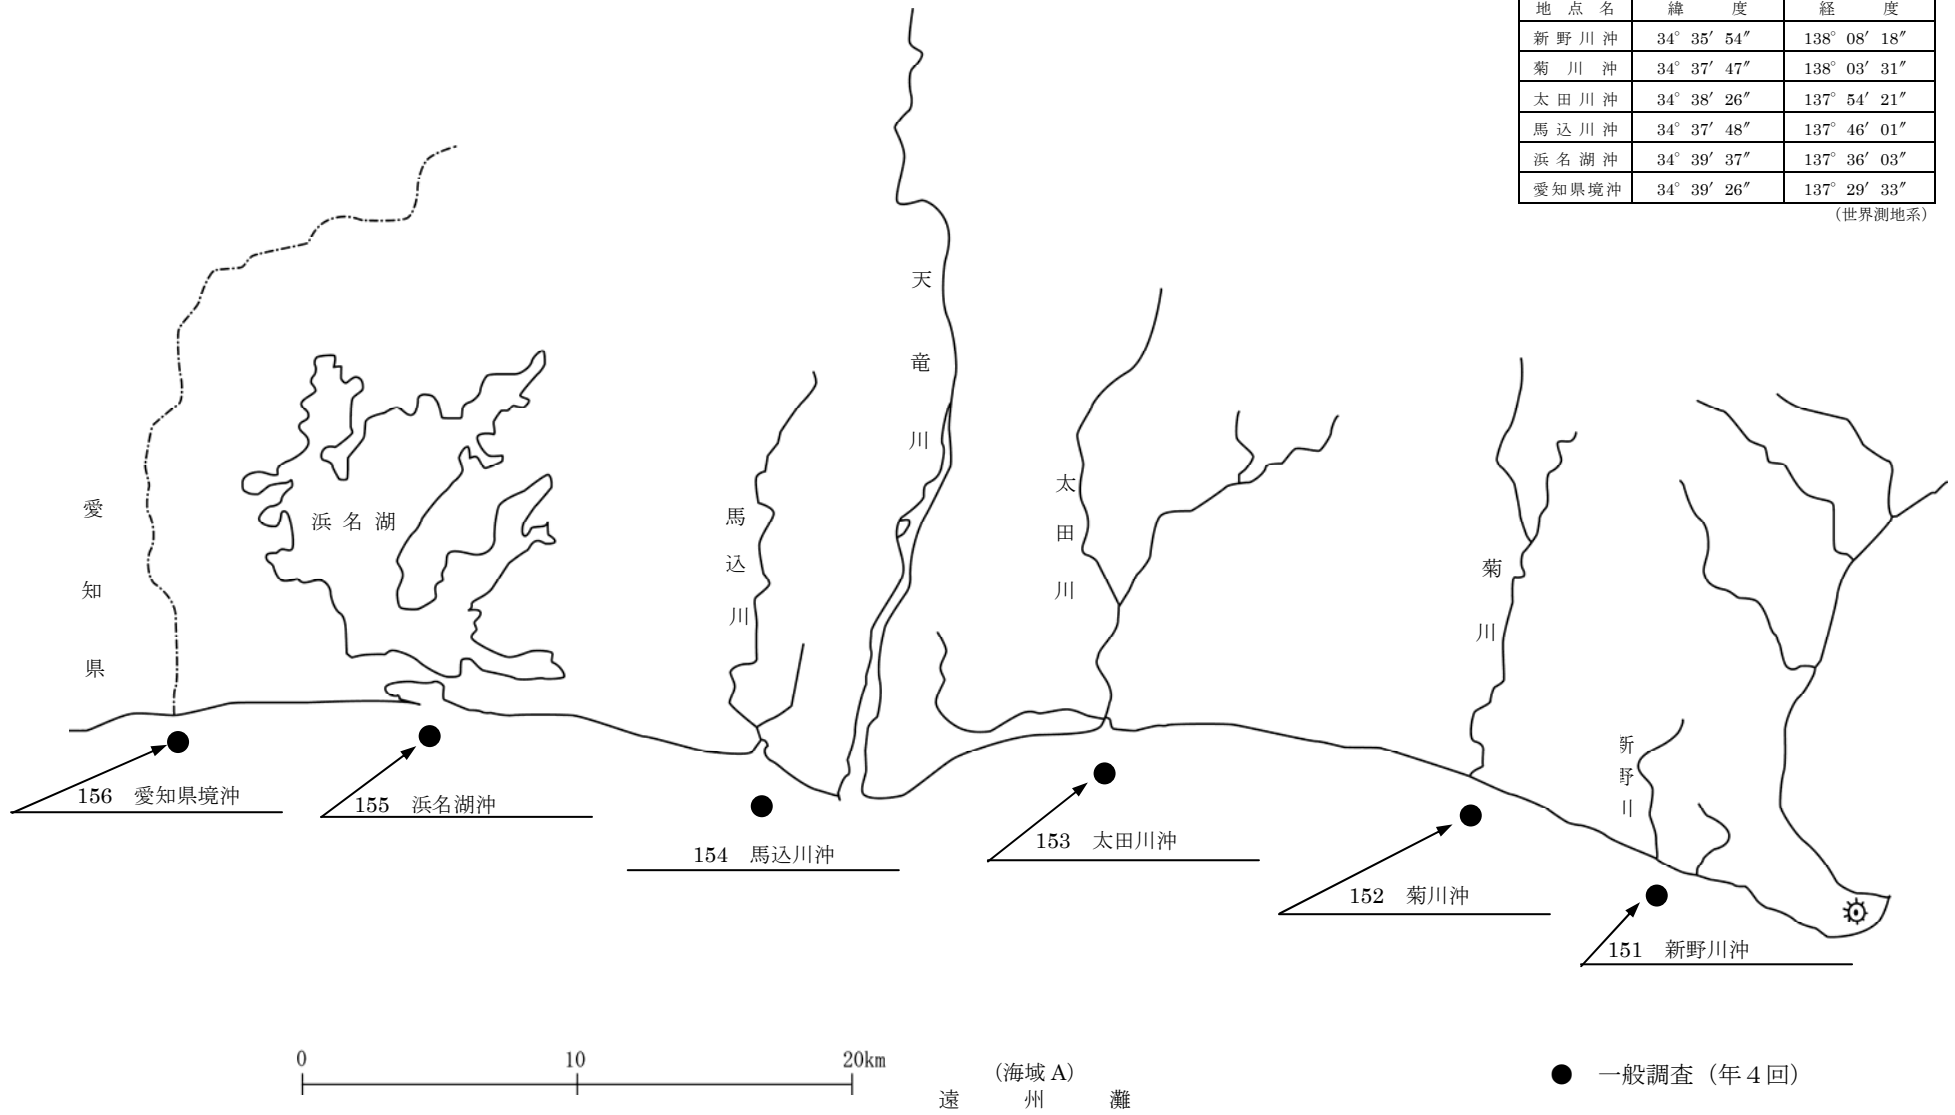 地点名 緯度 経度
新野川沖 34° 35′ 54″ 138° 08′ 18″
菊川沖 34° 37′ 47″ 138° 03′ 31″
太田川沖 34° 38′ 26″ 137° 54′ 21″
馬込川沖 34° 37′ 48″ 137° 46′ 01″
浜名湖沖 34° 39′ 37″ 137° 36′ 03″
愛知県境沖 34° 39′ 26″ 137° 29′ 33″
(世界測地系)
天竜川
愛知県
浜名湖
馬込川
太田川
菊川
新野川
156 愛知県境沖
155 浜名湖沖
154 馬込川沖
153 太田川沖
152 菊川沖
151 新野川沖
0 10 20km
(海域 A)
遠州灘
● 一般調査(年4回)